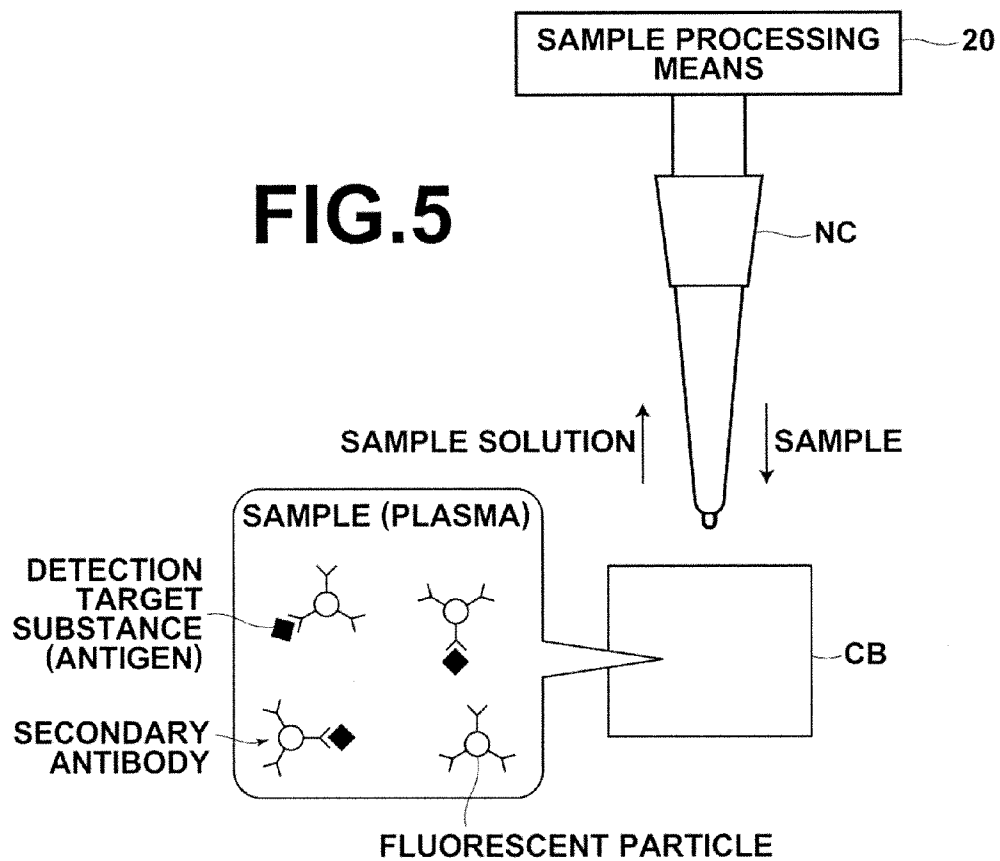 SAMPLE PROCESSING
MEANS
20
FIG.5
NC
SAMPLE SOLUTION
SAMPLE
SAMPLE (PLASMA)
DETECTION
TARGET
SUBSTANCE
(ANTIGEN)
CB
SECONDARY
ANTIBODY
FLUORESCENT PARTICLE